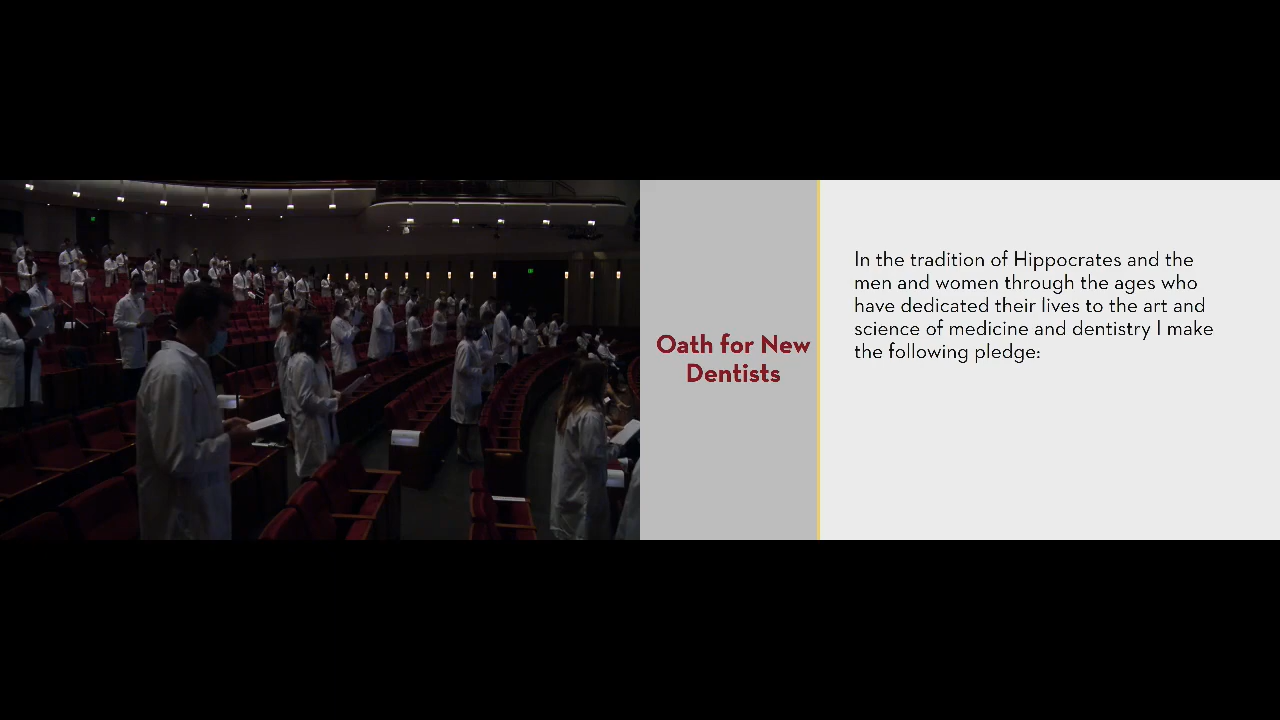 Oath for New
Dentists
In the tradition of Hippocrates and the
men and women through the ages who
have dedicated their lives to the art and
science of medicine and dentistry I make
the following pledge: